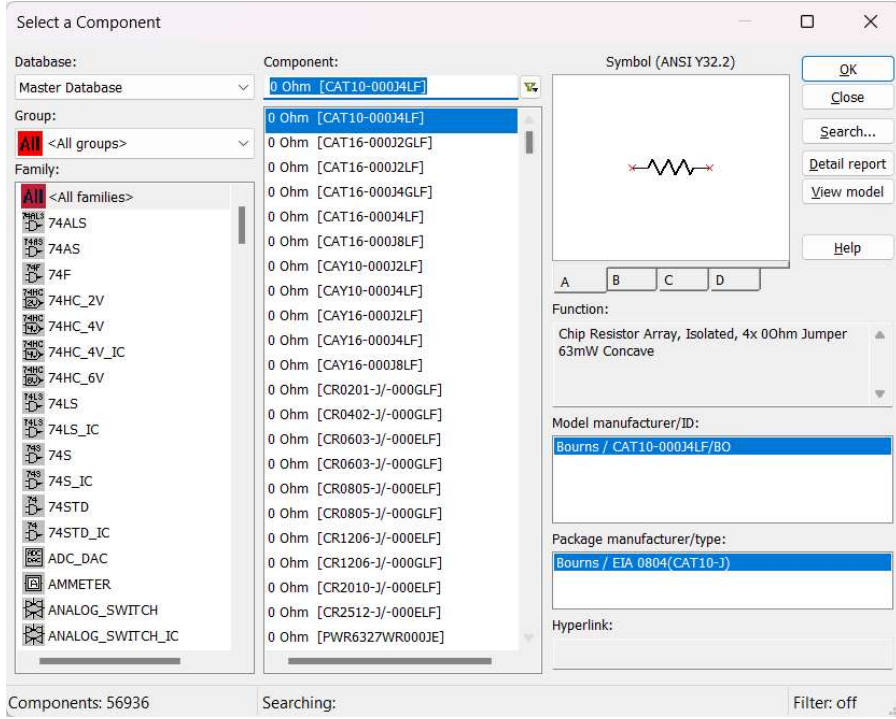 Select a Component
Database:
Master Database
Group:
All <All groups>
Family:
All <All families>
74ALS
74AS
74F
74HC_2V
74HC_4V
74HC_4V_IC
74HC_6V
74LS
74LS_IC
74S
74S_IC
74STD
74STD_IC
ADC_DAC
AMMETER
ANALOG_SWITCH
ANALOG_SWITCH_IC
Component:
0 Ohm [CAT10-000J4LF]
0 Ohm [CAT10-000J4LF]
0 Ohm [CAT16-000J2GLF]
0 Ohm [CAT16-000J2LF]
0 Ohm [CAT16-000J4GLF]
0 Ohm [CAT16-000J4LF]
0 Ohm [CAT16-000J8LF]
0 Ohm [CAY10-000J2LF]
0 Ohm [CAY10-000J4LF]
0 Ohm [CAY16-000J2LF]
0 Ohm [CAY16-000J4LF]
0 Ohm [CAY16-000J8LF]
0 Ohm [CR0201-J/-000GLF]
0 Ohm [CR0402-J/-000GLF]
0 Ohm [CR0603-J/-000ELF]
0 Ohm [CR0603-J/-000GLF]
0 Ohm [CR0805-J/-000ELF]
0 Ohm [CR0805-J/-000GLF]
0 Ohm [CR1206-J/-000ELF]
0 Ohm [CR1206-J/-000GLF]
0 Ohm [CR2010-J/-000ELF]
0 Ohm [CR2512-J/-000ELF]
0 Ohm [PWR6327WR000JE]
Symbol (ANSI Y32.2)
A B C D
Function:
Chip Resistor Array, Isolated, 4x 0Ohm Jumper
63mW Concave
Model manufacturer/ID:
Bourns / CAT10-000J4LF/BO
Package manufacturer/type:
Bourns / EIA 0804(CAT10-J)
Hyperlink:
OK
Close
Search...
Detail report
View model
Help
Components: 56936
Searching:
Filter: off